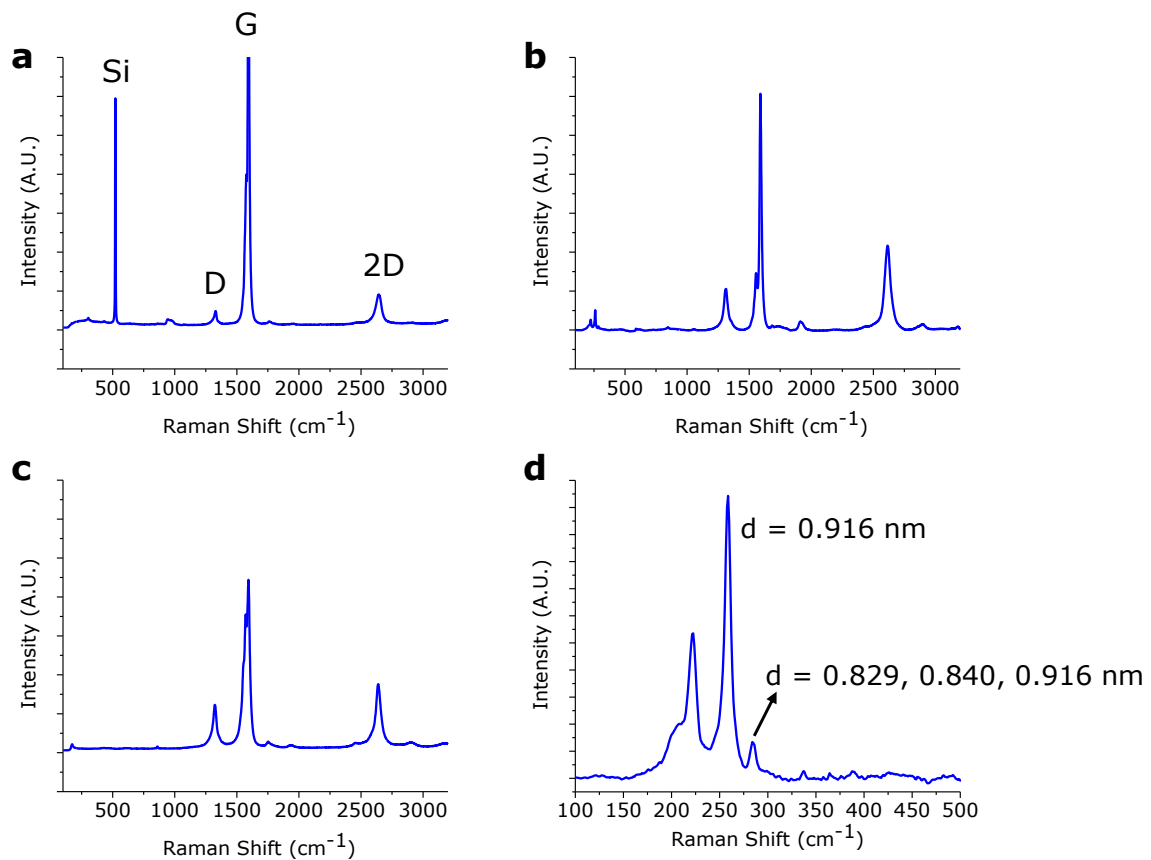 a
Si
G
D
2D
Intensity (A.U.)
500 1000 1500 2000 2500 3000
Raman Shift (cm⁻¹)
b
Intensity (A.U.)
500 1000 1500 2000 2500 3000
Raman Shift (cm⁻¹)
c
Intensity (A.U.)
500 1000 1500 2000 2500 3000
Raman Shift (cm⁻¹)
d
d = 0.916 nm
d = 0.829, 0.840, 0.916 nm
Intensity (A.U.)
100 150 200 250 300 350 400 450 500
Raman Shift (cm⁻¹)